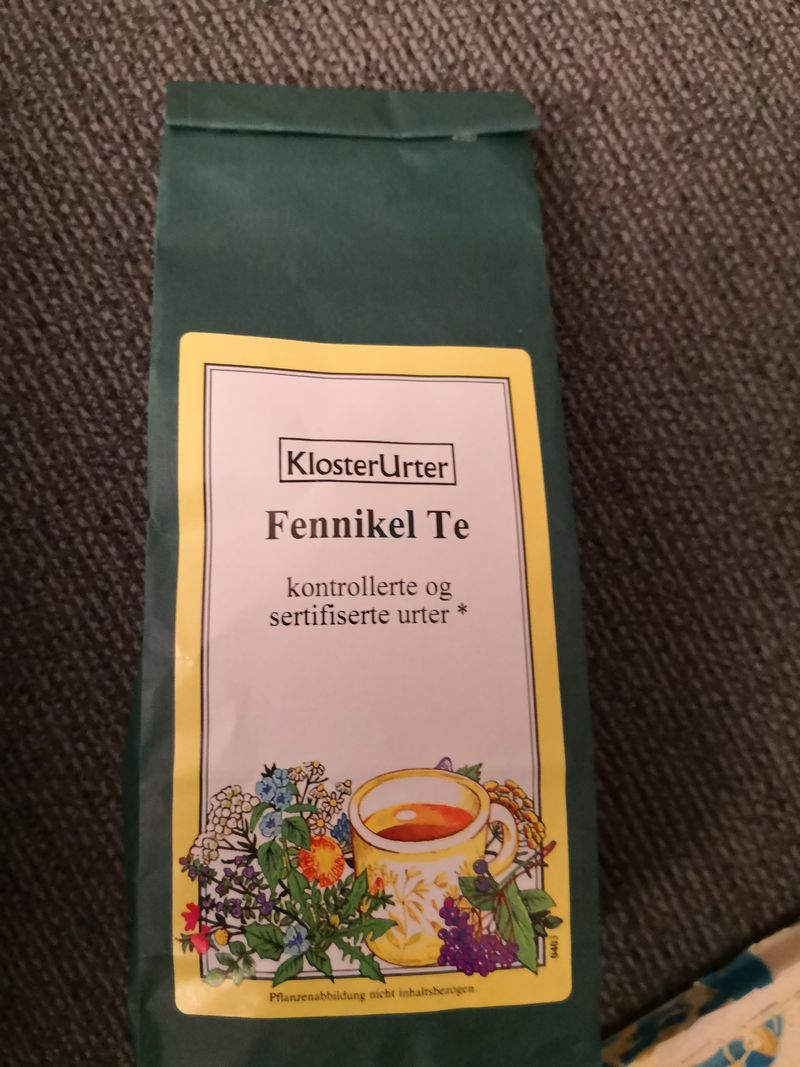 KlosterUrter
Fennikel Te
kontrollerte og
sertifiserte urter *
Pflanzenabbildung nicht inhaltsbezogen.